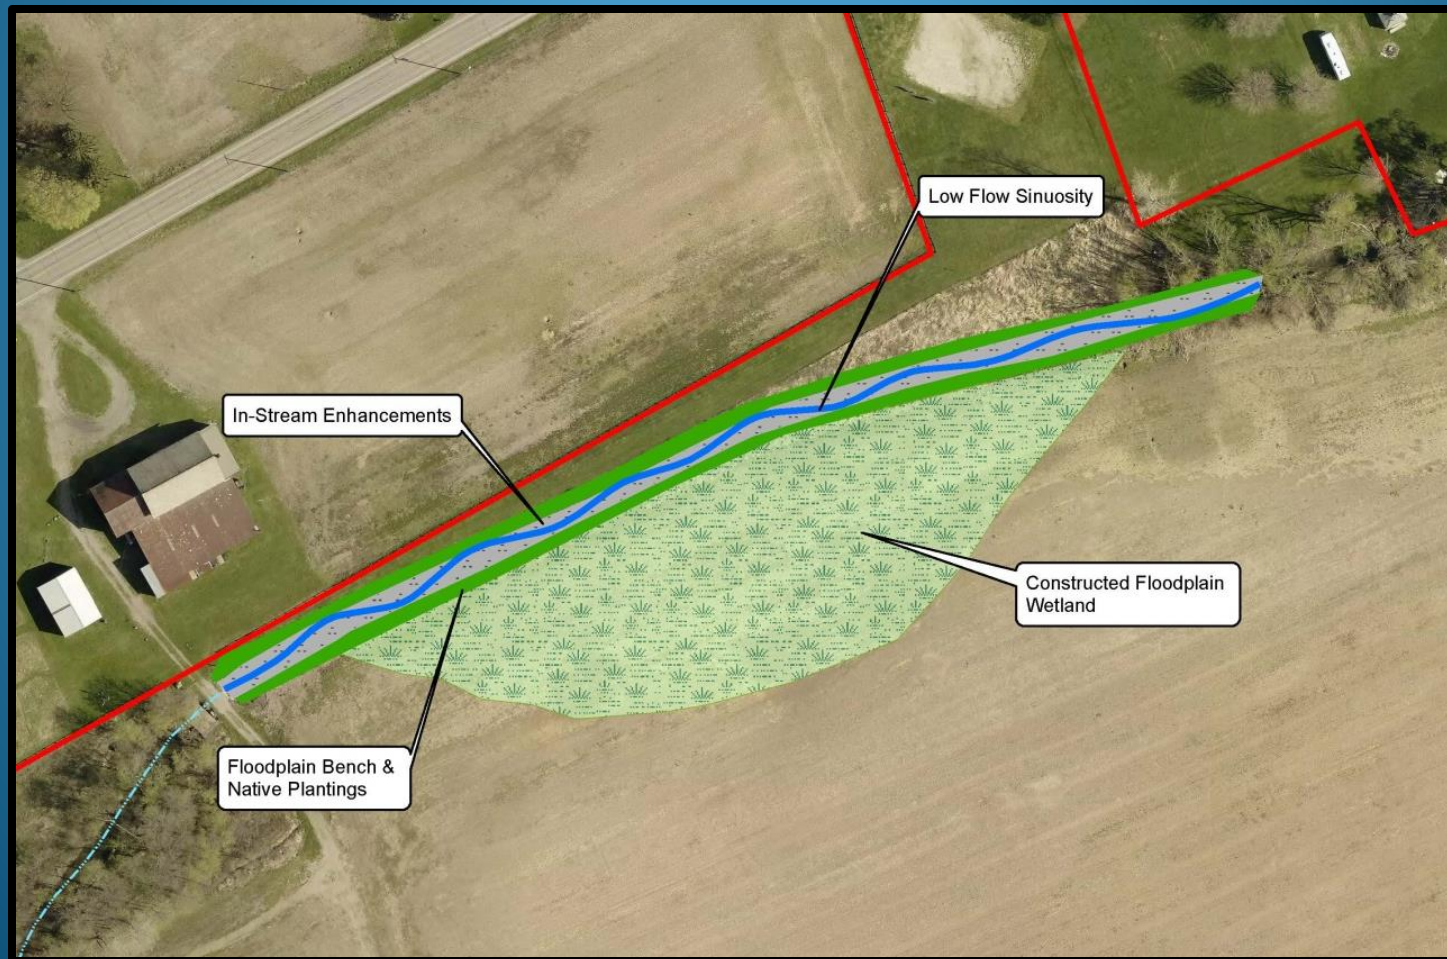 Low Flow Sinuosity
In-Stream Enhancements
Constructed Floodplain
Wetland
Floodplain Bench &
Native Plantings